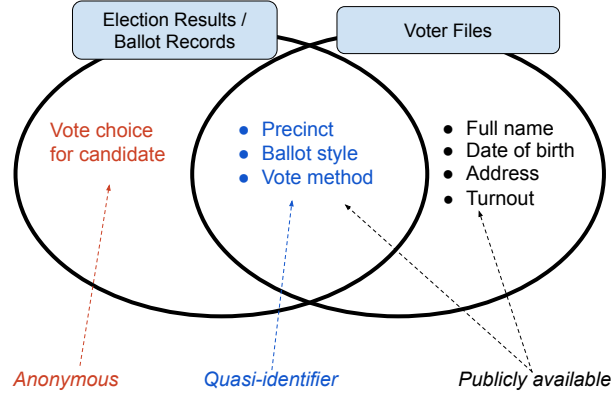 Election Results /
Ballot Records
Voter Files
Vote choice
for candidate
● Precinct
● Ballot style
● Vote method
● Full name
● Date of birth
● Address
● Turnout
Anonymous
Quasi-identifier
Publicly available